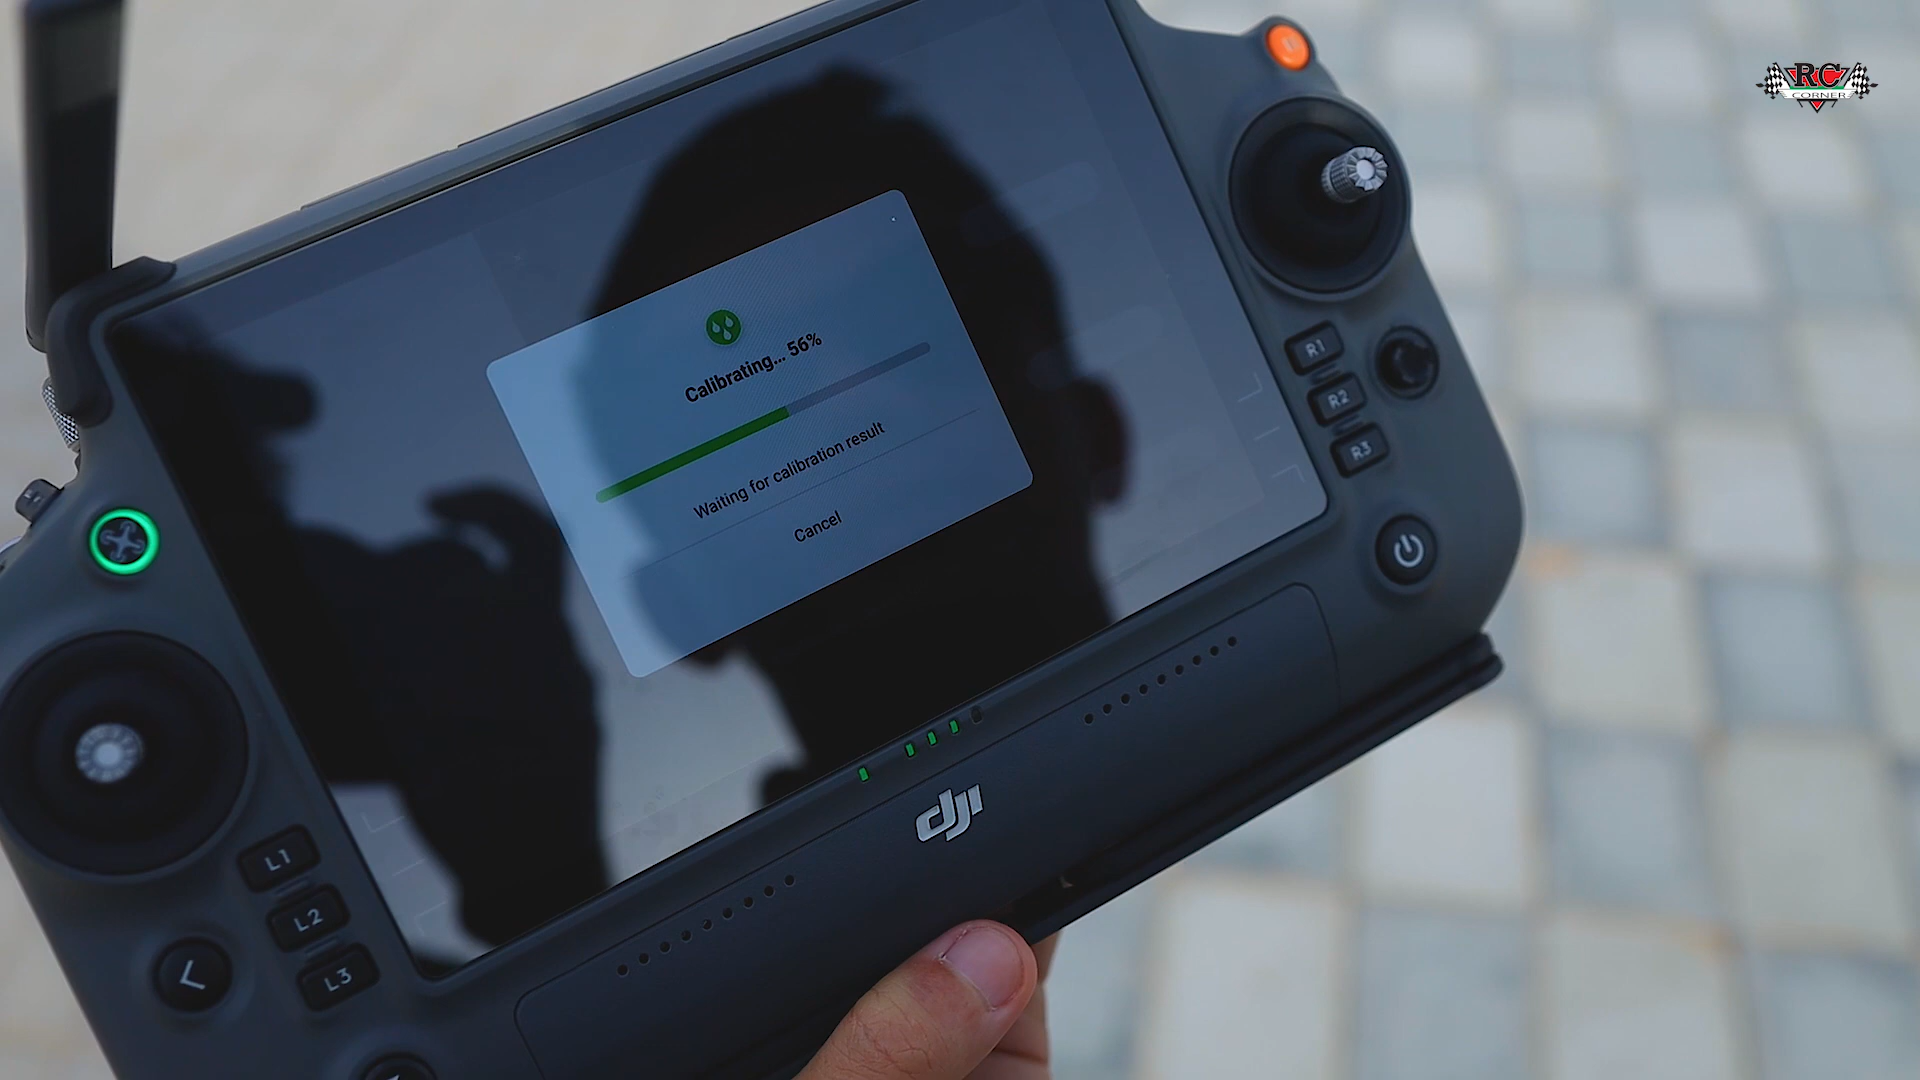 RC
CORNER
Calibrating... 56%
Waiting for calibration result
Cancel
R1
R2
R3
L1
L2
L3
dji